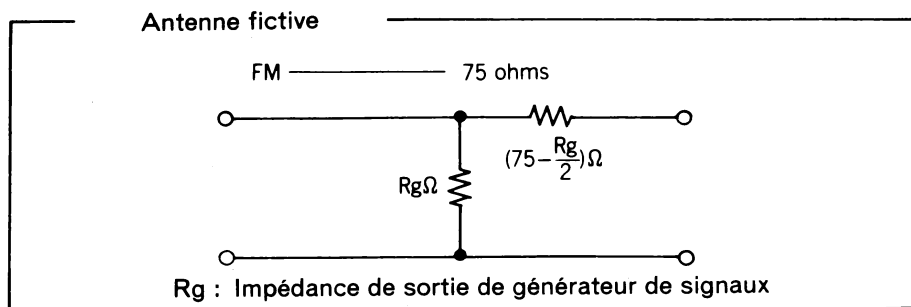 Antenne fictive
FM ——— 75 ohms
(75-Rg/2)Ω
RgΩ
Rg : Impédance de sortie de générateur de signaux